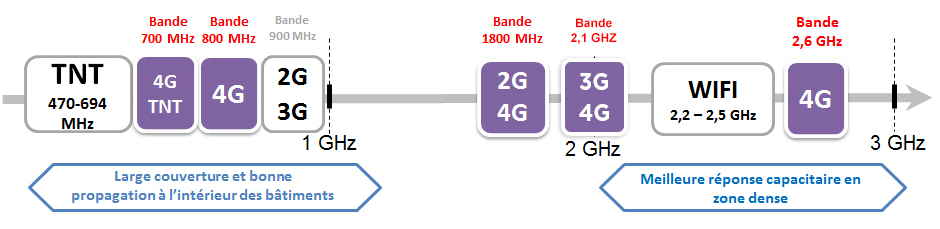 Bande
700 MHz
Bande
800 MHz
Bande
900 MHz
Bande
1800 MHz
Bande
2,1 GHZ
Bande
2,6 GHz
TNT
470-694
MHz
4G
TNT
4G
2G
3G
2G
4G
3G
4G
WIFI
2,2 – 2,5 GHz
4G
1 GHz
2 GHz
3 GHz
Large couverture et bonne
propagation à l'intérieur des bâtiments
Meilleure réponse capacitaire en
zone dense